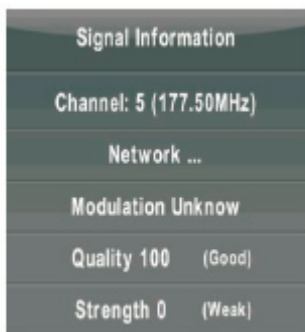 Signal Information
Channel: 5 (177.50MHz)
Network ...
Modulation Unknow
Quality 100 (Good)
Strength 0 (Weak)